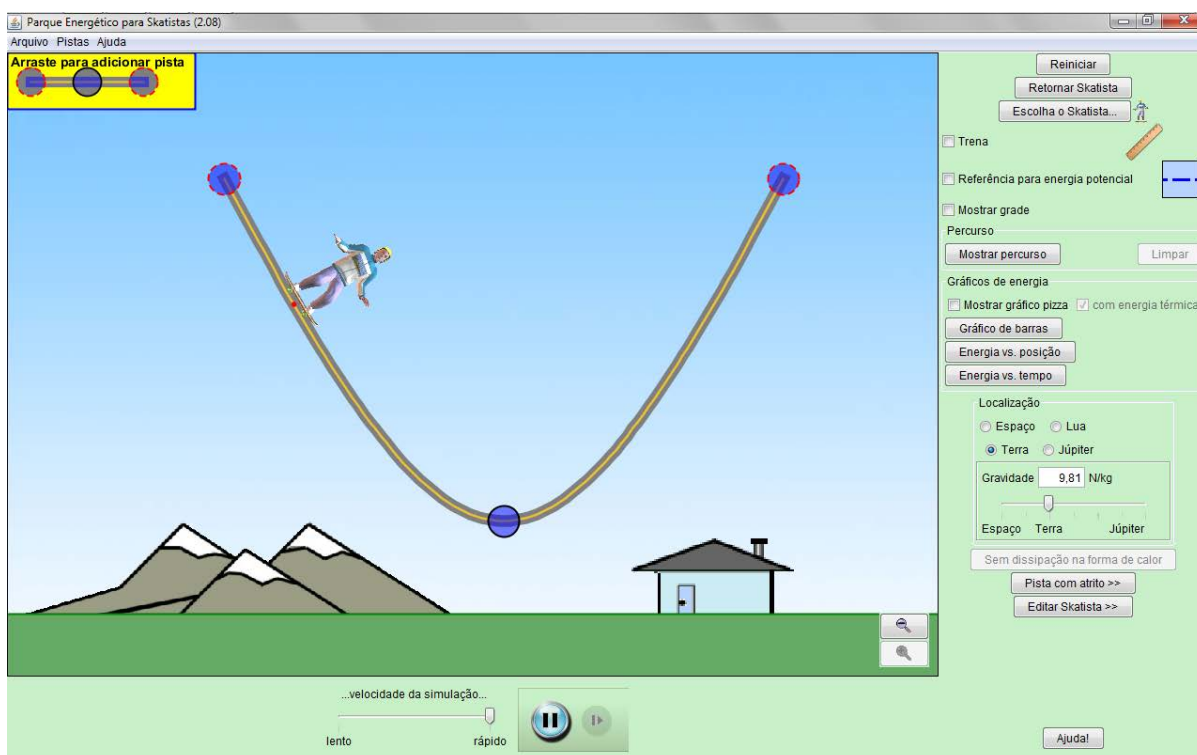 Parque Energético para Skatistas (2.08)
Arquivo Pistas Ajuda
Arraste para adicionar pista
Reiniciar
Retornar Skatista
Escolha o Skatista...
Trena
Referência para energia potencial
Mostrar grade
Percurso
Mostrar percurso Limpar
Gráficos de energia
Mostrar gráfico pizza com energia térmica
Gráfico de barras
Energia vs. posição
Energia vs. tempo
Localização
Espaço Lua
Terra Júpiter
Gravidade 9,81 N/kg
Espaço Terra Júpiter
Sem dissipação na forma de calor
Pista com atrito >>
Editar Skatista >>
...velocidade da simulação...
lento rápido
Ajuda!